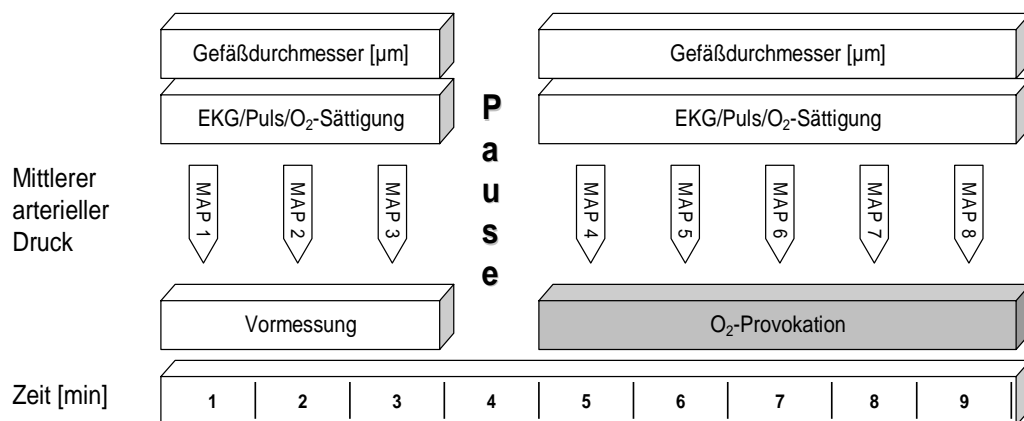 Gefäßdurchmesser [µm]
Gefäßdurchmesser [µm]
EKG/Puls/O₂-Sättigung
Pause
EKG/Puls/O₂-Sättigung
Mittlerer
arterieller
Druck
MAP 1
MAP 2
MAP 3
MAP 4
MAP 5
MAP 6
MAP 7
MAP 8
Vormessung
O₂-Provokation
Zeit [min]
1 2 3 4 5 6 7 8 9